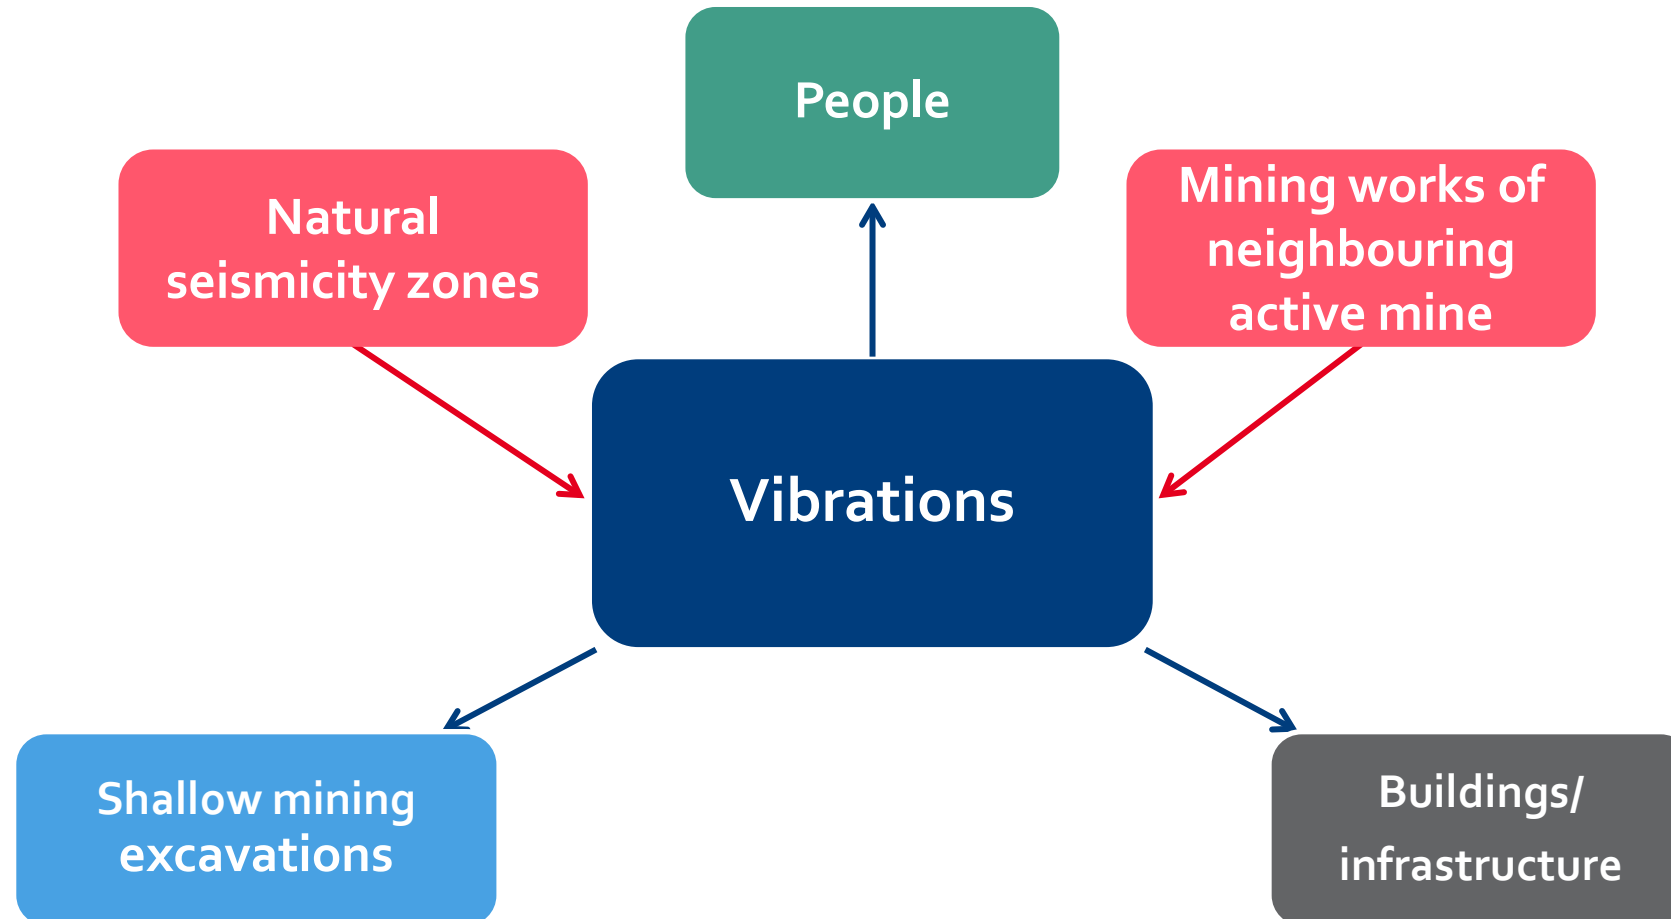 People
Natural
seismicity zones
Mining works of
neighbouring
active mine
Vibrations
Shallow mining
excavations
Buildings/
infrastructure